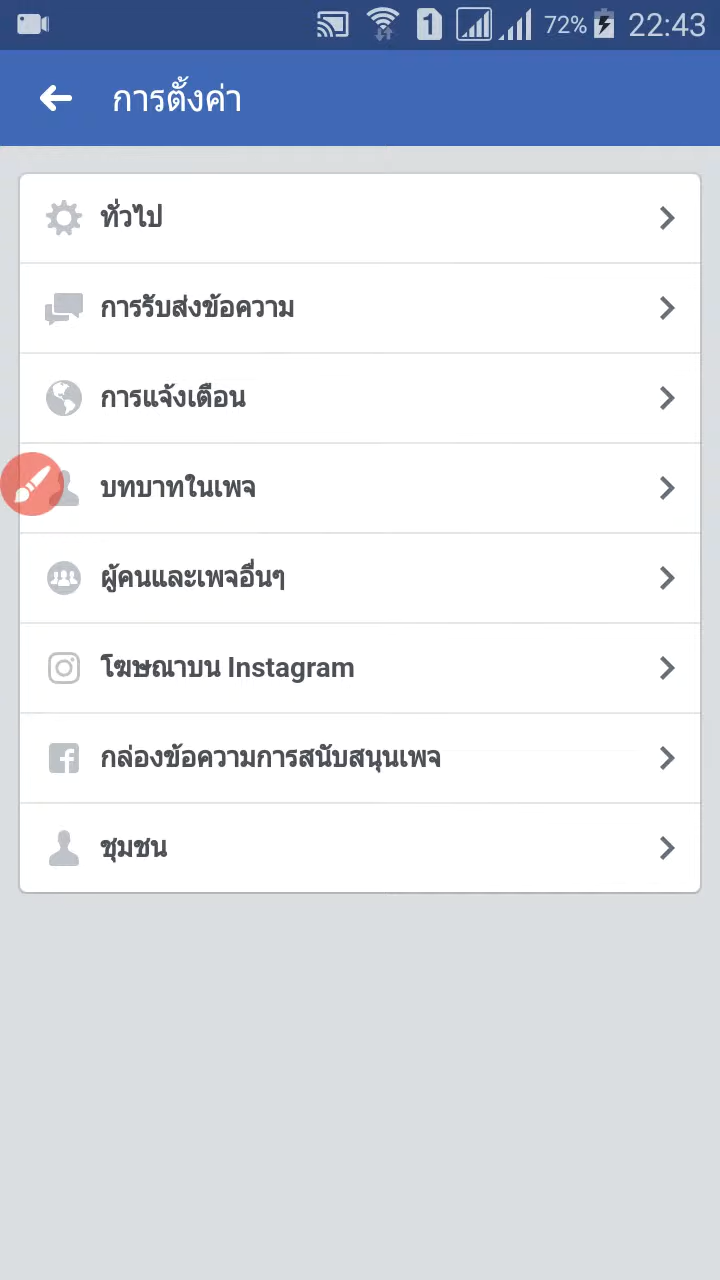 1 72% 22:43
การตั้งค่า
ทั่วไป
การรับส่งข้อความ
การแจ้งเตือน
บทบาทในเพจ
ผู้คนและเพจอื่นๆ
โฆษณาบน Instagram
กล่องข้อความการสนับสนุนเพจ
ชุมชน